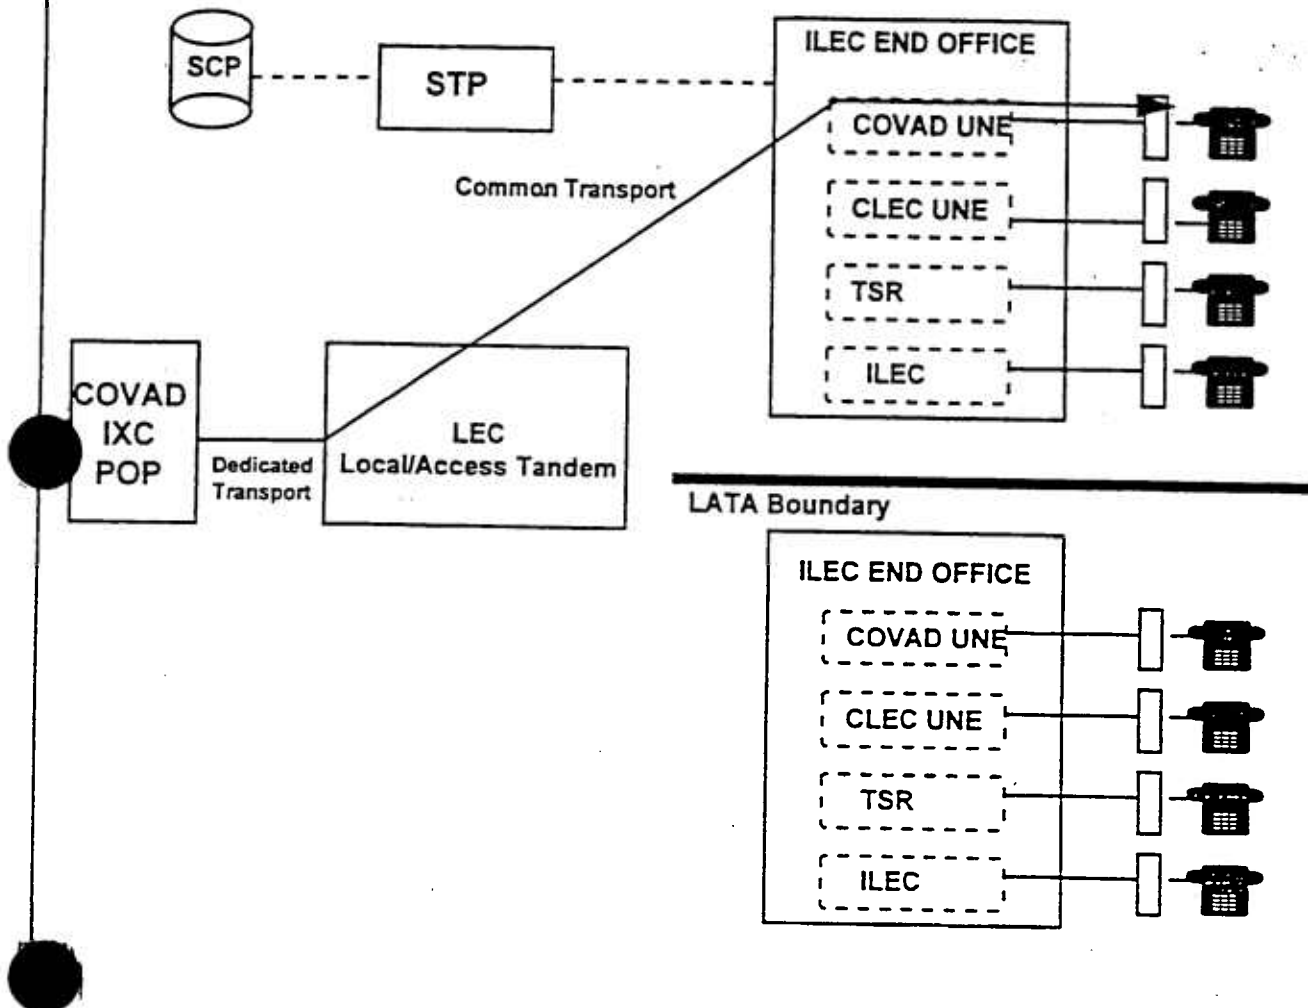 ILEC END OFFICE
SCP
STP
COVAD UNE
Common Transport
CLEC UNE
TSR
ILEC
COVAD
IXC
POP
Dedicated
Transport
LEC
Local/Access Tandem
LATA Boundary
ILEC END OFFICE
COVAD UNE
CLEC UNE
TSR
ILEC